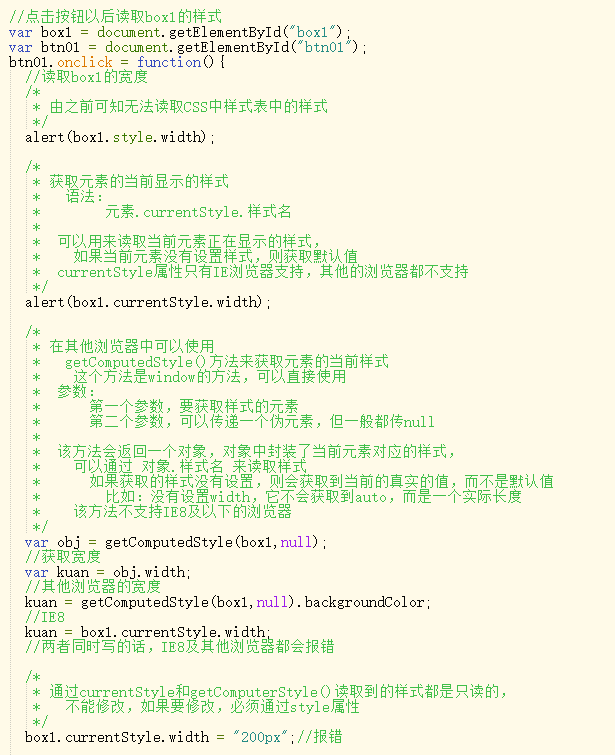 //点击按钮以后读取box1的样式
var box1 = document.getElementById("box1");
var btn01 = document.getElementById("btn01");
btn01.onclick = function(){
//读取box1的宽度
/*
* 由之前可知无法读取CSS中样式表中的样式
*/
alert(box1.style.width);
/*
* 获取元素的当前显示的样式
* 语法：
* 元素.currentStyle.样式名
*
* 可以用来读取当前元素正在显示的样式，
* 如果当前元素没有设置样式，则获取默认值
* currentStyle属性只有IE浏览器支持，其他的浏览器都不支持
*/
alert(box1.currentStyle.width);
/*
* 在其他浏览器中可以使用
* getComputedStyle()方法来获取元素的当前样式
* 这个方法是window的方法，可以直接使用
* 参数：
* 第一个参数，要获取样式的元素
* 第二个参数，可以传递一个伪元素，但一般都传null
*
* 该方法会返回一个对象，对象中封装了当前元素对应的样式，
* 可以通过 对象.样式名 来读取样式
* 如果获取的样式没有设置，则会获取到当前的真实的值，而不是默认值
* 比如：没有设置width，它不会获取到auto，而是一个实际长度
* 该方法不支持IE8及以下的浏览器
*/
var obj = getComputedStyle(box1,null);
//获取宽度
var kuan = obj.width;
//其他浏览器的宽度
kuan = getComputedStyle(box1,null).backgroundColor;
//IE8
kuan = box1.currentStyle.width;
//两者同时写的话，IE8及其他浏览器都会报错
/*
* 通过currentStyle和getComputerStyle()读取到的样式都是只读的，
* 不能修改，如果要修改，必须通过style属性
*/
box1.currentStyle.width = "200px";//报错